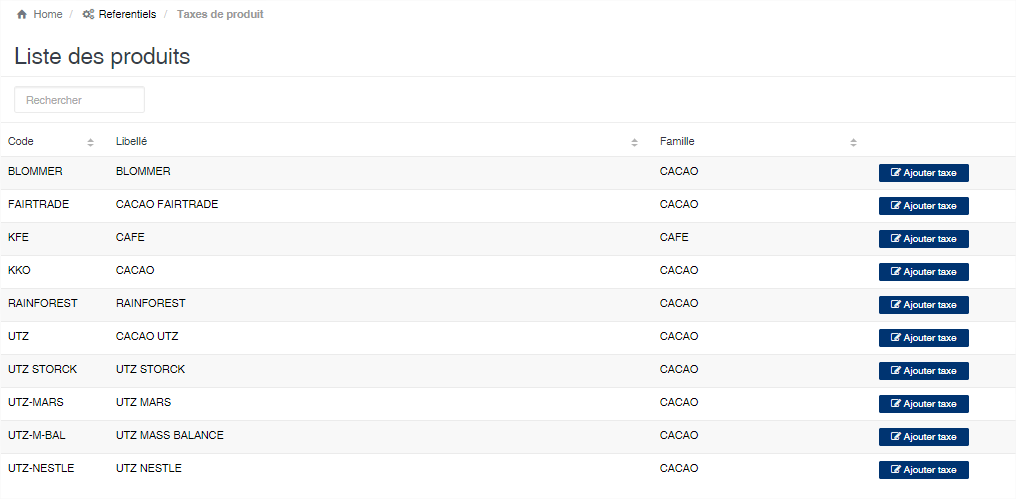 Home / Referentiels / Taxes de produit
Liste des produits
Rechercher
Code Libellé Famille
BLOMMER BLOMMER CACAO Ajouter taxe
FAIRTRADE CACAO FAIRTRADE CACAO Ajouter taxe
KFE CAFE CAFE Ajouter taxe
KKO CACAO CACAO Ajouter taxe
RAINFOREST RAINFOREST CACAO Ajouter taxe
UTZ CACAO UTZ CACAO Ajouter taxe
UTZ STORCK UTZ STORCK CACAO Ajouter taxe
UTZ-MARS UTZ MARS CACAO Ajouter taxe
UTZ-M-BAL UTZ MASS BALANCE CACAO Ajouter taxe
UTZ-NESTLE UTZ NESTLE CACAO Ajouter taxe